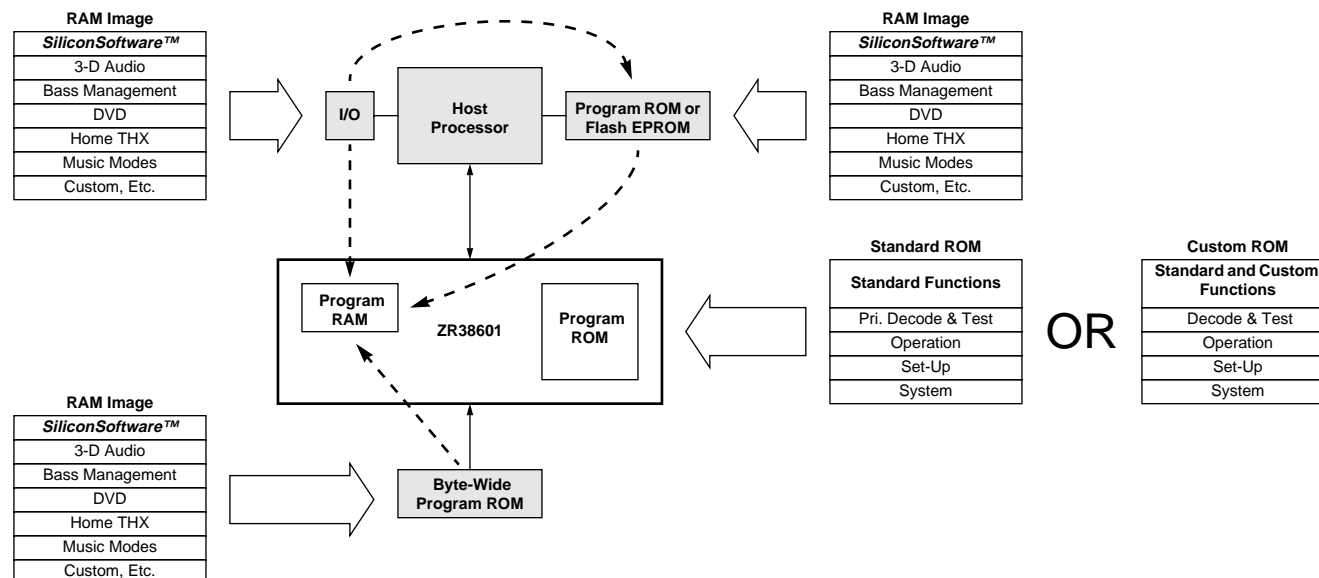 RAM Image
SiliconSoftware™
3-D Audio
Bass Management
DVD
Home THX
Music Modes
Custom, Etc.
I/O
Host
Processor
Program ROM or
Flash EPROM
RAM Image
SiliconSoftware™
3-D Audio
Bass Management
DVD
Home THX
Music Modes
Custom, Etc.
Program
RAM
ZR38601
Program
ROM
Standard ROM
Standard Functions
Pri. Decode & Test
Operation
Set-Up
System
OR
Custom ROM
Standard and Custom
Functions
Decode & Test
Operation
Set-Up
System
RAM Image
SiliconSoftware™
3-D Audio
Bass Management
DVD
Home THX
Music Modes
Custom, Etc.
Byte-Wide
Program ROM